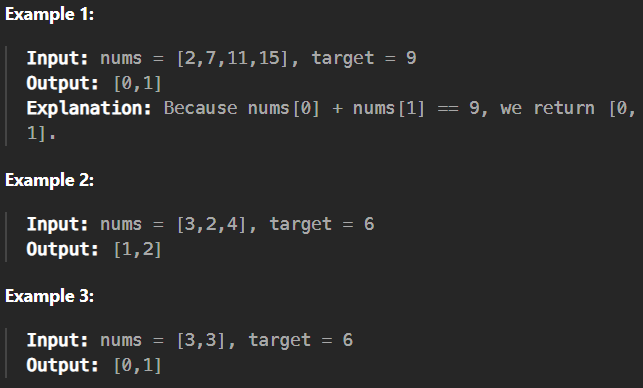 Example 1:
Input: nums = [2,7,11,15], target = 9
Output: [0,1]
Explanation: Because nums[0] + nums[1] == 9, we return [0,
1].
Example 2:
Input: nums = [3,2,4], target = 6
Output: [1,2]
Example 3:
Input: nums = [3,3], target = 6
Output: [0,1]